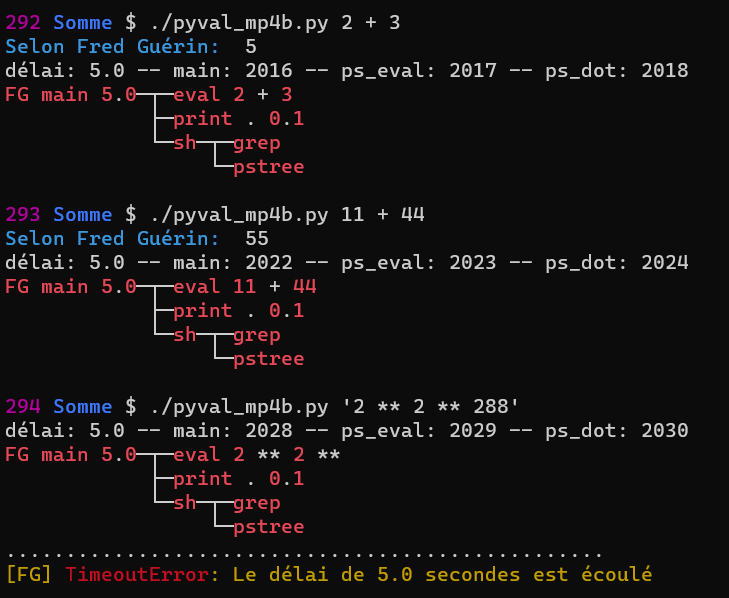 292 Somme $ ./pyval_mp4b.py 2 + 3
Selon Fred Guérin:  5
délai: 5.0 -- main: 2016 -- ps_eval: 2017 -- ps_dot: 2018
FG main 5.0─┬─eval 2 + 3
            ├─print . 0.1
            └─sh─┬─grep
                 └─pstree

293 Somme $ ./pyval_mp4b.py 11 + 44
Selon Fred Guérin:  55
délai: 5.0 -- main: 2022 -- ps_eval: 2023 -- ps_dot: 2024
FG main 5.0─┬─eval 11 + 44
            ├─print . 0.1
            └─sh─┬─grep
                 └─pstree

294 Somme $ ./pyval_mp4b.py '2 ** 2 ** 288'
délai: 5.0 -- main: 2028 -- ps_eval: 2029 -- ps_dot: 2030
FG main 5.0─┬─eval 2 ** 2 **
            ├─print . 0.1
            └─sh─┬─grep
                 └─pstree
..................................................
[FG] TimeoutError: Le délai de 5.0 secondes est écoulé